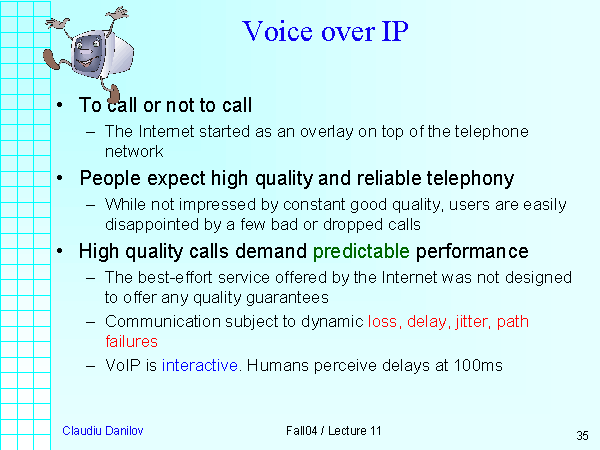 Voice over IP
• To call or not to call
– The Internet started as an overlay on top of the telephone
network
• People expect high quality and reliable telephony
– While not impressed by constant good quality, users are easily
disappointed by a few bad or dropped calls
• High quality calls demand predictable performance
– The best-effort service offered by the Internet was not designed
to offer any quality guarantees
– Communication subject to dynamic loss, delay, jitter, path
failures
– VoIP is interactive. Humans perceive delays at 100ms
Claudiu Danilov
Fall04 / Lecture 11
35